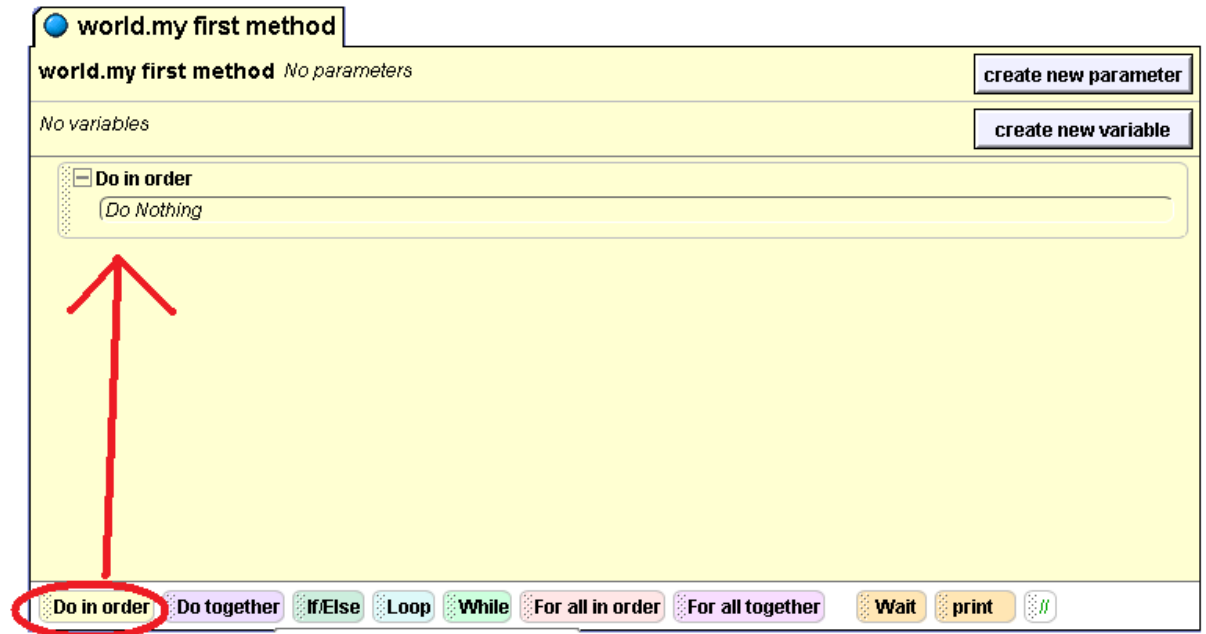 world.my first method
world.my first method No parameters create new parameter
No variables create new variable
Do in order
Do Nothing
Do in order Do together If/Else Loop While For all in order For all together Wait print //